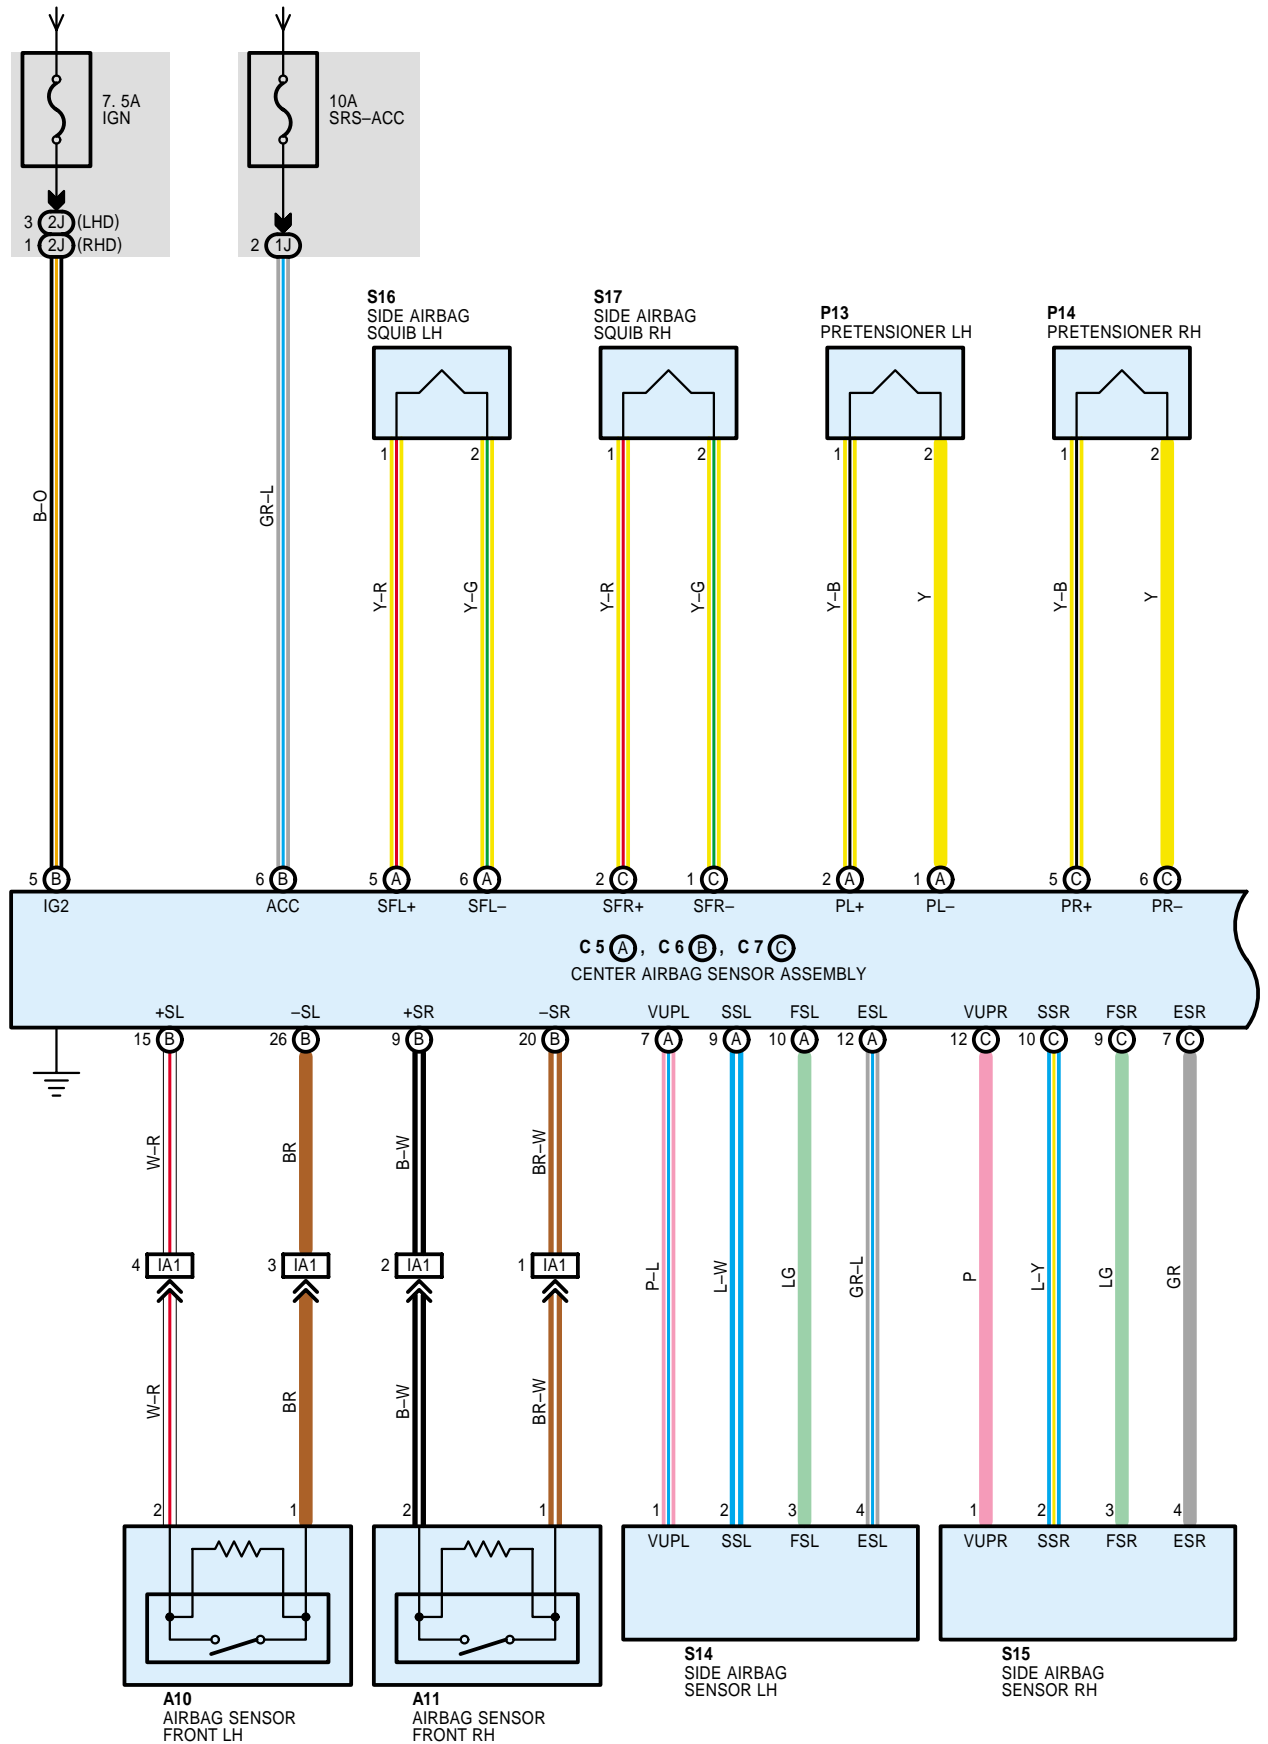 7. 5A
IGN
10A
SRS–ACC
3 2J (LHD)
1 2J (RHD)
2 1J
S16
SIDE AIRBAG
SQUIB LH
S17
SIDE AIRBAG
SQUIB RH
P13
PRETENSIONER LH
P14
PRETENSIONER RH
1 2 1 2 1 2 1 2
B–O
GR–L
Y–R
Y–G
Y–R
Y–G
Y–B
Y
Y–B
Y
5 B 6 B 5 A 6 A 2 C 1 C 2 A 1 A 5 C 6 C
IG2 ACC SFL+ SFL– SFR+ SFR– PL+ PL– PR+ PR–
C 5 A , C 6 B , C 7 C
CENTER AIRBAG SENSOR ASSEMBLY
+SL –SL +SR –SR VUPL SSL FSL ESL VUPR SSR FSR ESR
15 B 26 B 9 B 20 B 7 A 9 A 10 A 12 A 12 C 10 C 9 C 7 C
W–R
BR
B–W
BR–W
4 IA1 3 IA1 2 IA1 1 IA1
P–L
L–W
LG
GR–L
P
L–Y
LG
GR
W–R
BR
B–W
BR–W
2 1 2 1 1 2 3 4 1 2 3 4
VUPL SSL FSL ESL VUPR SSR FSR ESR
S14
SIDE AIRBAG
SENSOR LH
S15
SIDE AIRBAG
SENSOR RH
A10
AIRBAG SENSOR
FRONT LH
A11
AIRBAG SENSOR
FRONT RH